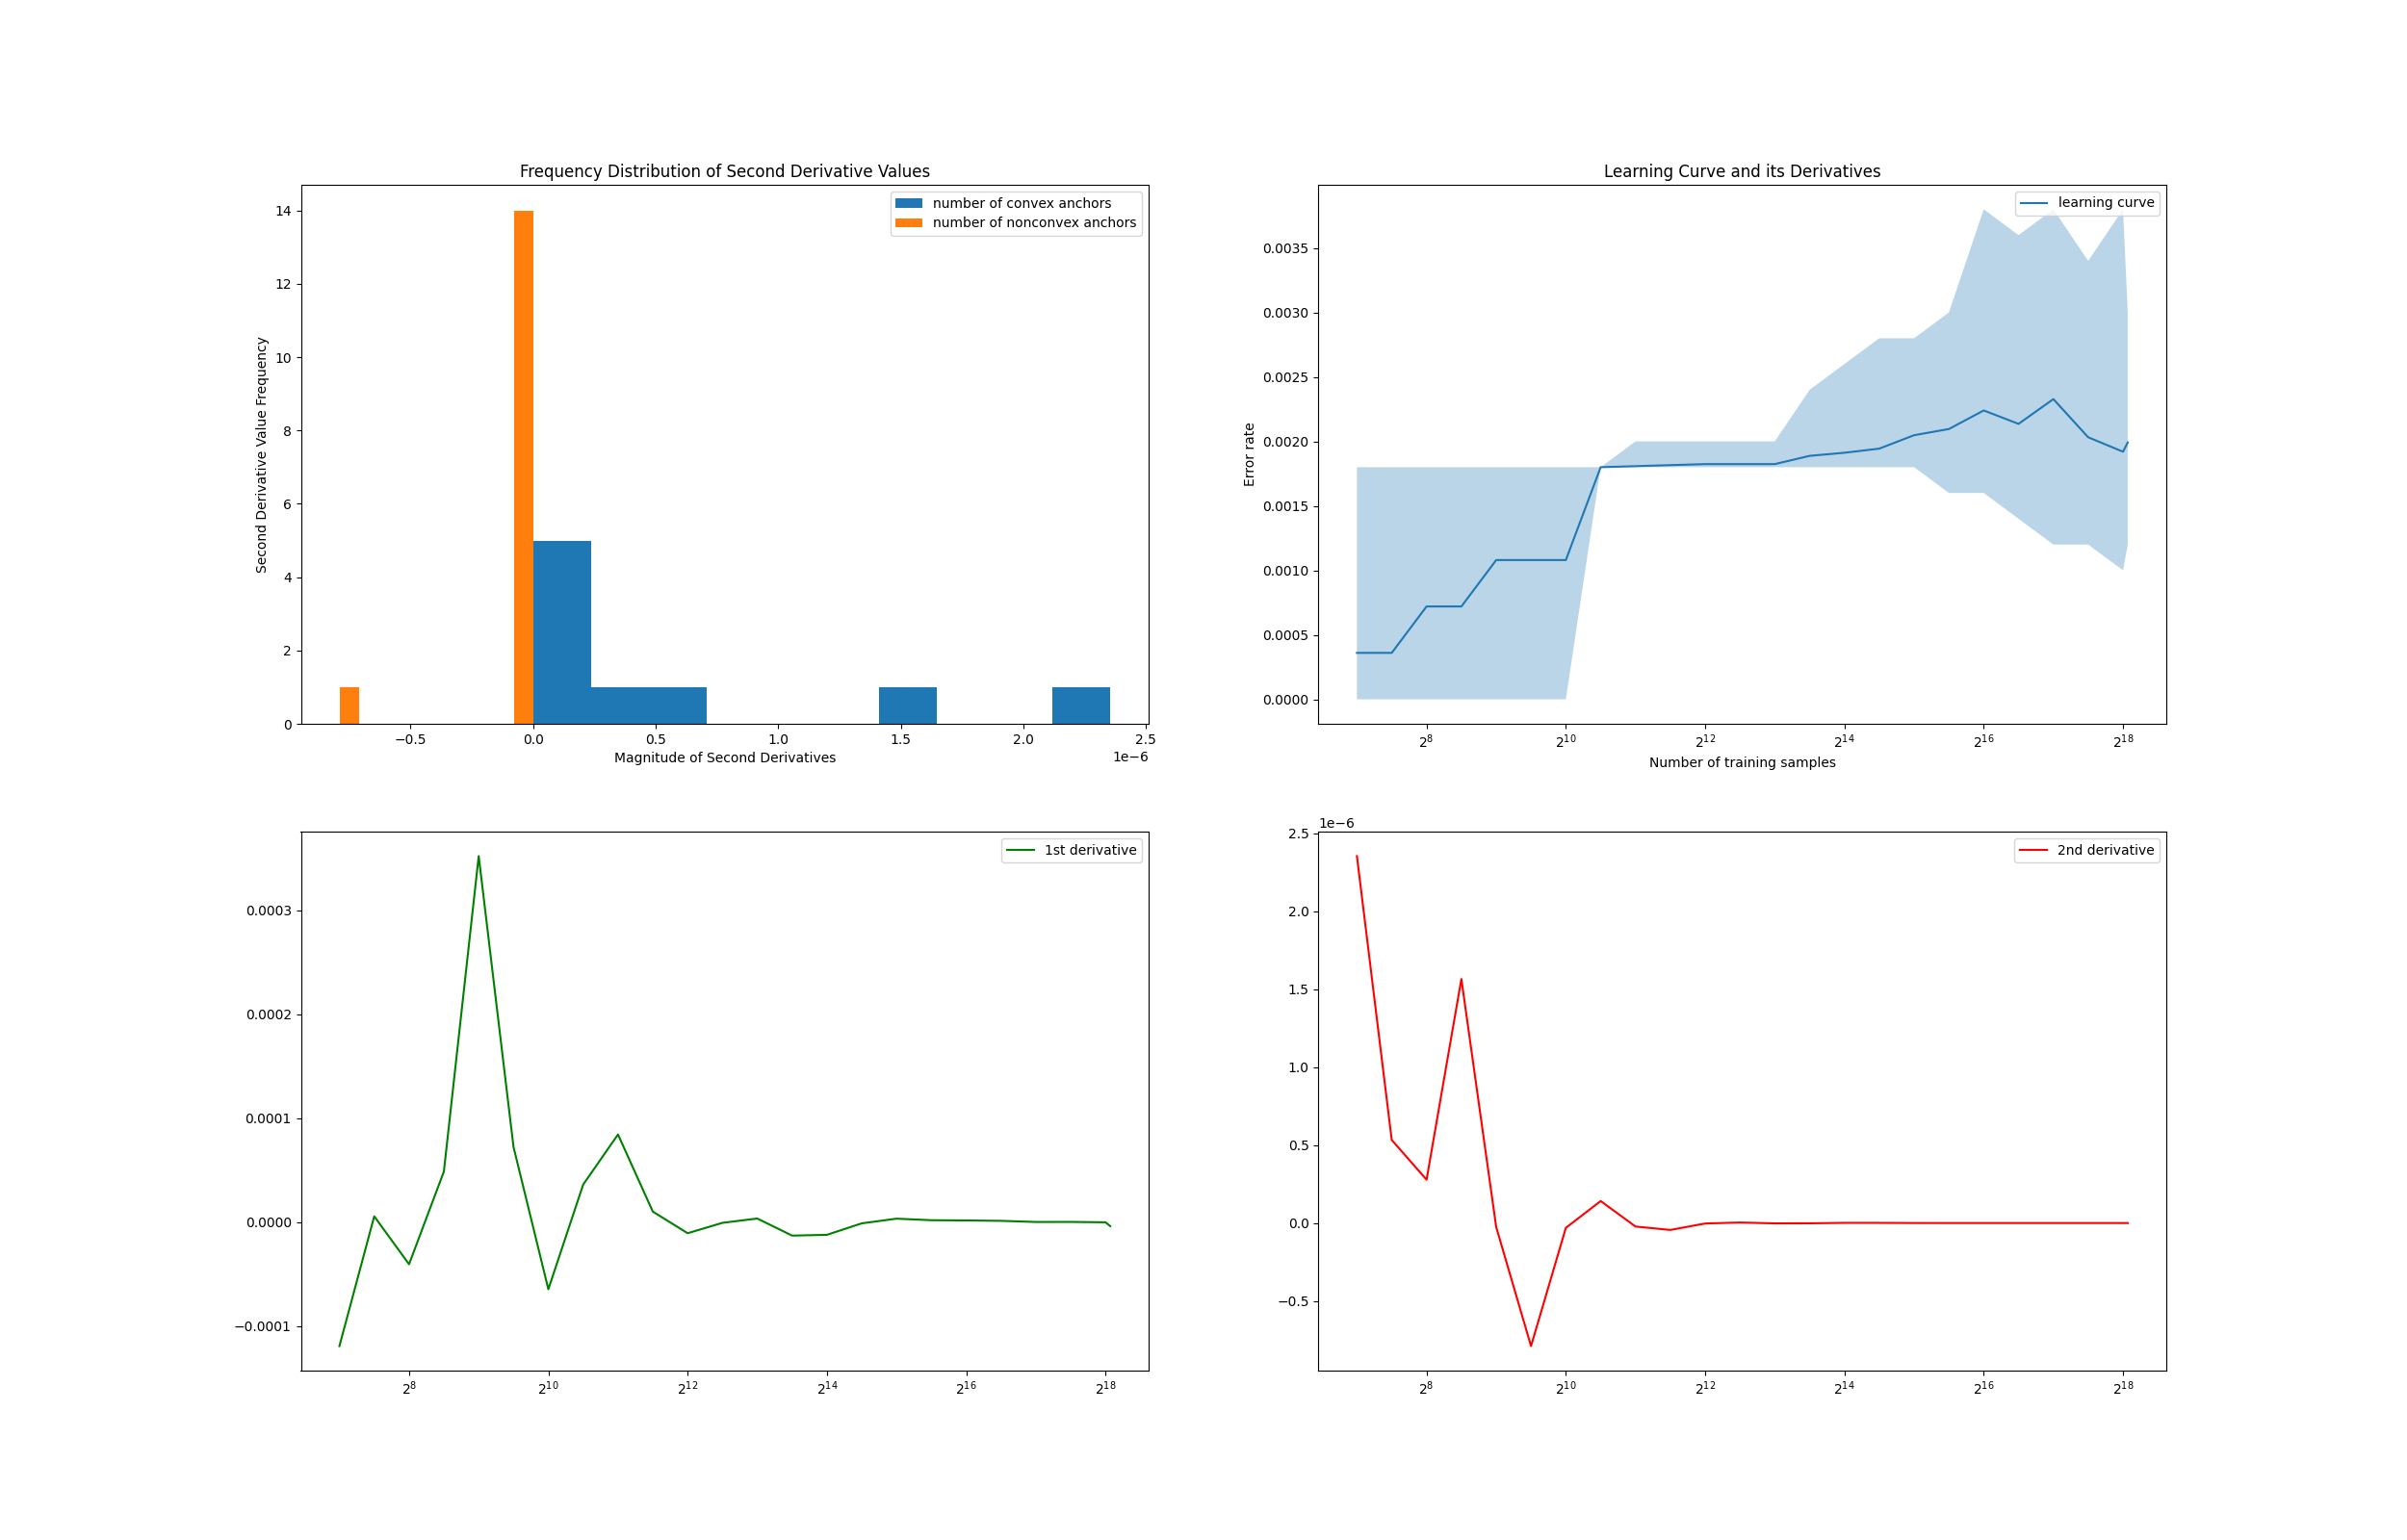 Frequency Distribution of Second Derivative Values
number of convex anchors
number of nonconvex anchors
14
12
10
8
6
4
2
0
Second Derivative Value Frequency
−0.5 0.0 0.5 1.0 1.5 2.0 2.5
1e−6
Magnitude of Second Derivatives
Learning Curve and its Derivatives
learning curve
0.0035
0.0030
0.0025
0.0020
0.0015
0.0010
0.0005
0.0000
Error rate
2^8 2^10 2^12 2^14 2^16 2^18
Number of training samples
1st derivative
0.0003
0.0002
0.0001
0.0000
−0.0001
2^8 2^10 2^12 2^14 2^16 2^18
1e−6
2nd derivative
2.5
2.0
1.5
1.0
0.5
0.0
−0.5
2^8 2^10 2^12 2^14 2^16 2^18